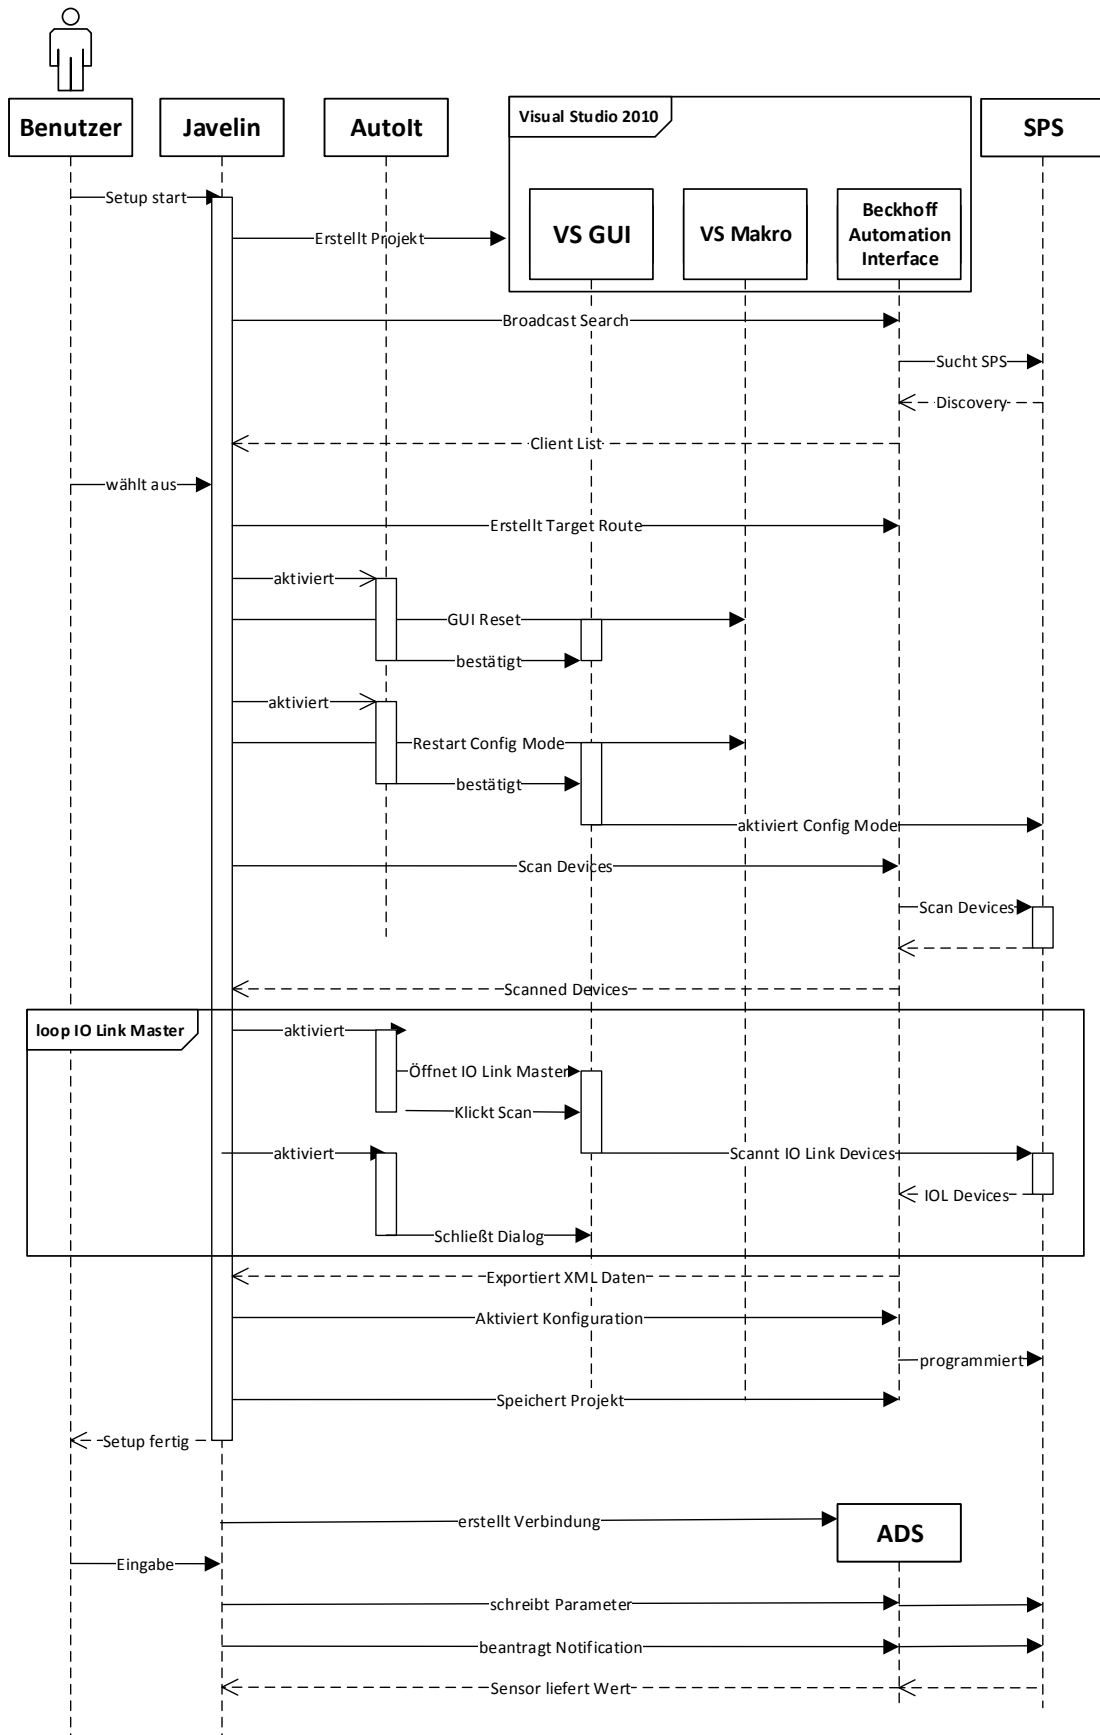 Benutzer
Javelin
AutoIt
Visual Studio 2010
SPS
VS GUI
VS Makro
Beckhoff
Automation
Interface
Setup start
Erstellt Projekt
Broadcast Search
Sucht SPS
Discovery
Client List
wählt aus
Erstellt Target Route
aktiviert
GUI Reset
bestätigt
aktiviert
Restart Config Mode
bestätigt
aktiviert Config Mode
Scan Devices
Scan Devices
Scanned Devices
loop IO Link Master
aktiviert
Öffnet IO Link Master
Klickt Scan
aktiviert
Scannt IO Link Devices
IOL Devices
Schließt Dialog
Exportiert XML Daten
Aktiviert Konfiguration
programmiert
Speichert Projekt
Setup fertig
erstellt Verbindung
ADS
Eingabe
schreibt Parameter
beantragt Notification
Sensor liefert Wert